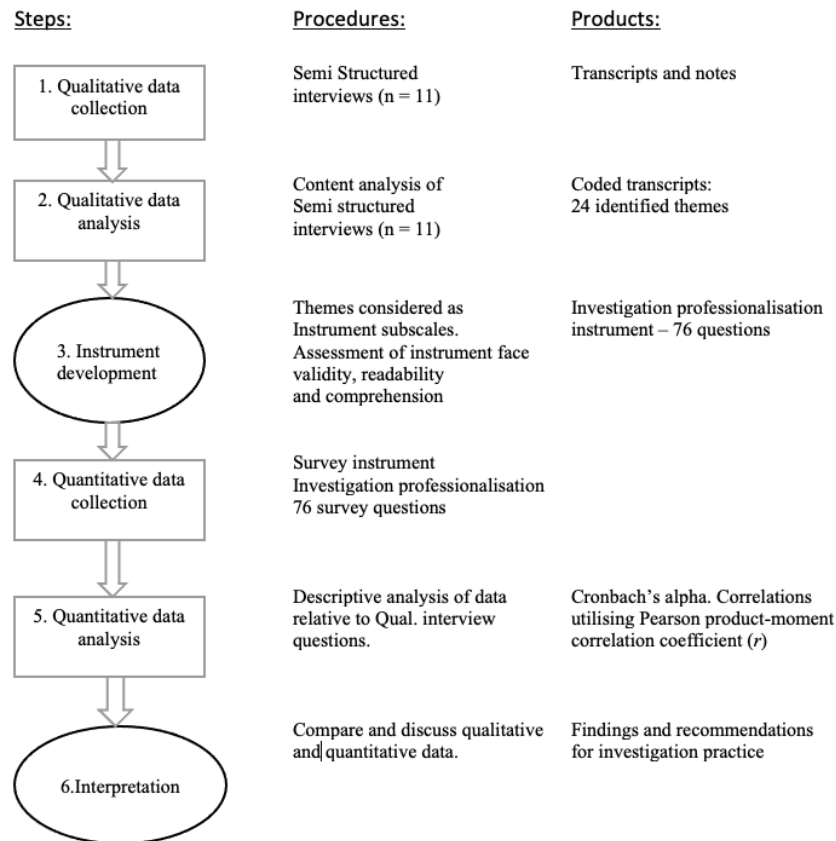 Steps:
Procedures:
Products:
1. Qualitative data
collection
Semi Structured
interviews (n = 11)
Transcripts and notes
2. Qualitative data
analysis
Content analysis of
Semi structured
interviews (n = 11)
Coded transcripts:
24 identified themes
3. Instrument
development
Themes considered as
Instrument subscales.
Assessment of instrument face
validity, readability
and comprehension
Investigation professionalisation
instrument – 76 questions
4. Quantitative data
collection
Survey instrument
Investigation professionalisation
76 survey questions
5. Quantitative data
analysis
Descriptive analysis of data
relative to Qual. interview
questions.
Cronbach’s alpha. Correlations
utilising Pearson product-moment
correlation coefficient (r)
6.Interpretation
Compare and discuss qualitative
and quantitative data.
Findings and recommendations
for investigation practice